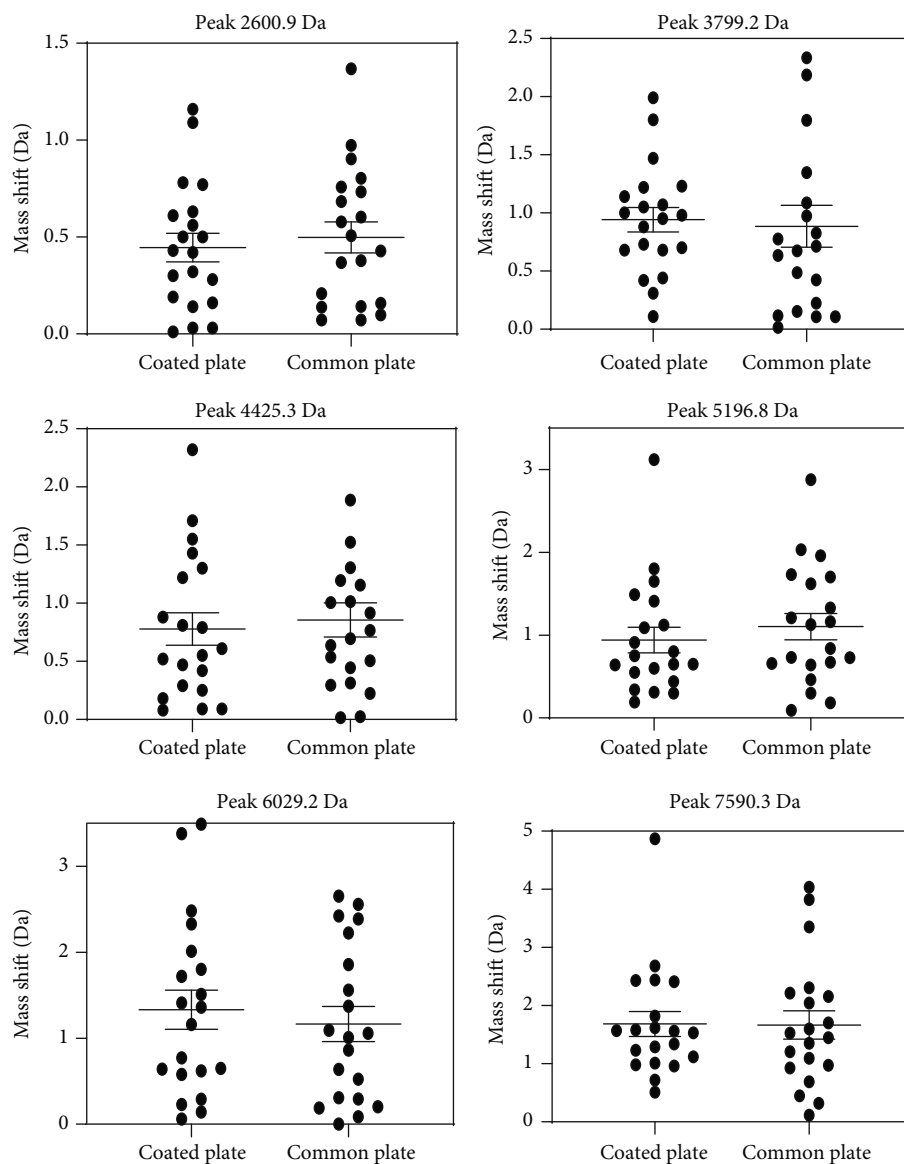 Peak 2600.9 Da
1.5
1.0
0.5
0.0
Mass shift (Da)
Coated plate Common plate
Peak 3799.2 Da
2.5
2.0
1.5
1.0
0.5
0.0
Mass shift (Da)
Coated plate Common plate
Peak 4425.3 Da
2.5
2.0
1.5
1.0
0.5
0.0
Mass shift (Da)
Coated plate Common plate
Peak 5196.8 Da
3
2
1
0
Mass shift (Da)
Coated plate Common plate
Peak 6029.2 Da
3
2
1
0
Mass shift (Da)
Coated plate Common plate
Peak 7590.3 Da
5
4
3
2
1
0
Mass shift (Da)
Coated plate Common plate